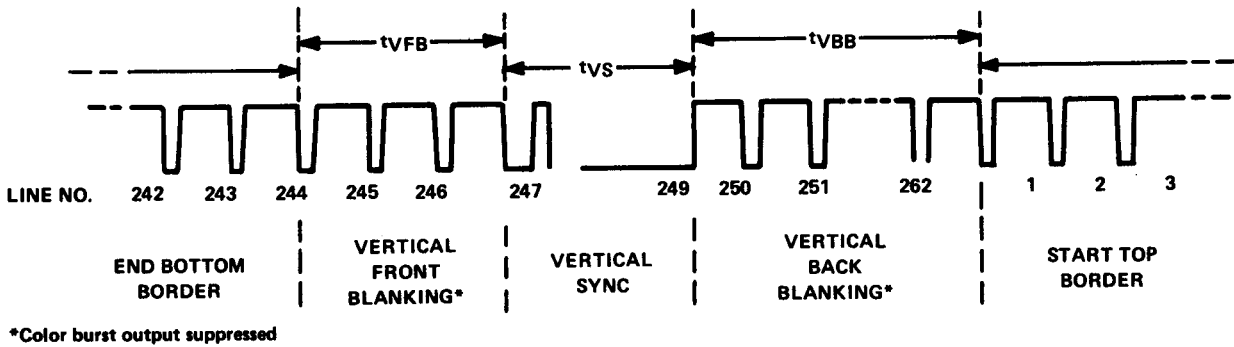 tVFB
tVBB
tVS
LINE NO. 242 243 244 245 246 247 249 250 251 262 1 2 3
END BOTTOM
BORDER
VERTICAL
FRONT
BLANKING*
VERTICAL
SYNC
VERTICAL
BACK
BLANKING*
START TOP
BORDER
*Color burst output suppressed